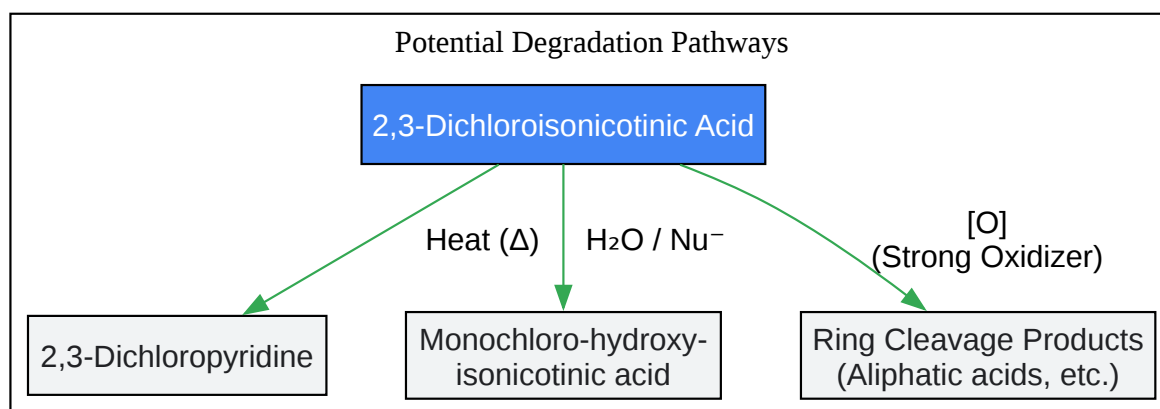 Potential Degradation Pathways
2,3-Dichloroisonicotinic Acid
Heat (Δ)
H₂O / Nu⁻
[O]
(Strong Oxidizer)
2,3-Dichloropyridine
Monochloro-hydroxy-
isonicotinic acid
Ring Cleavage Products
(Aliphatic acids, etc.)